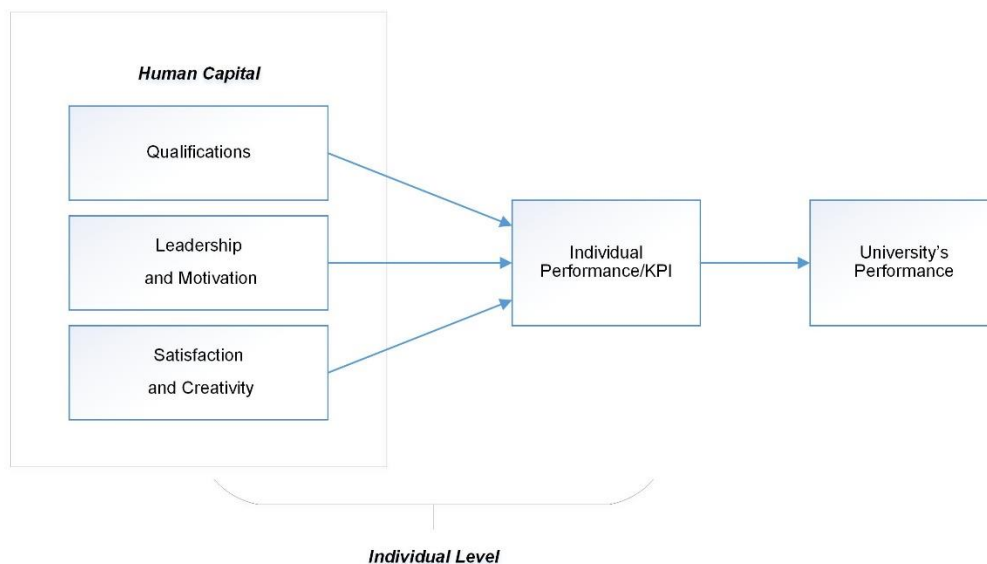 Human Capital
Qualifications
Leadership
and Motivation
Satisfaction
and Creativity
Individual
Performance/KPI
University’s
Performance
Individual Level